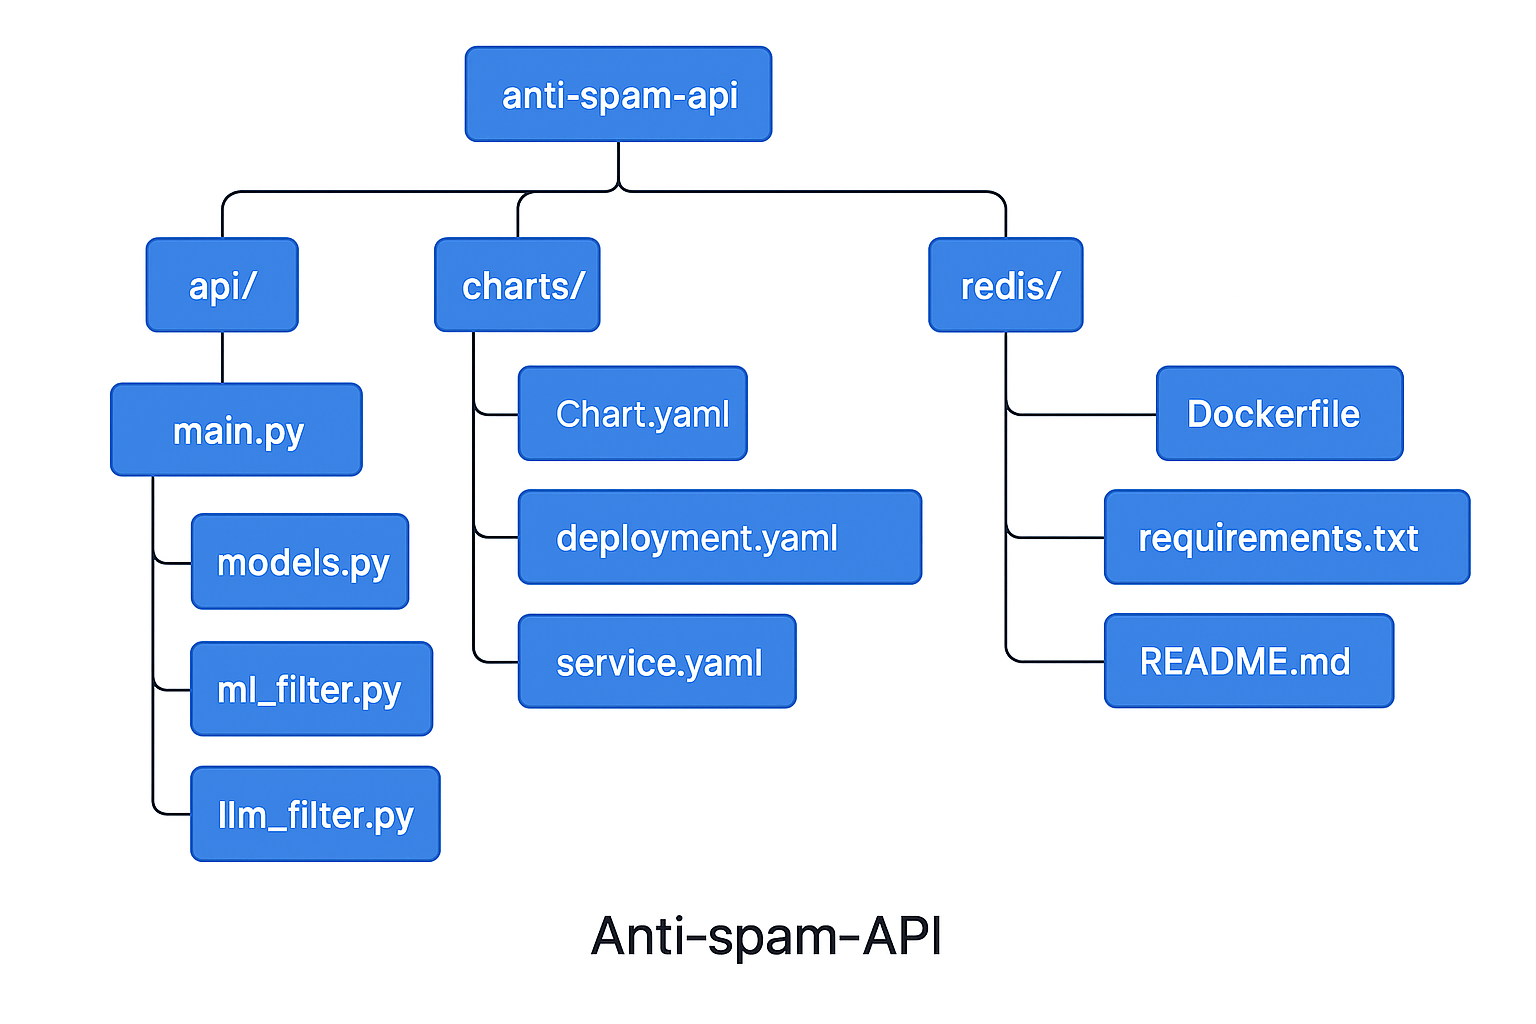 anti-spam-api
api/
charts/
redis/
main.py
models.py
ml_filter.py
llm_filter.py
Chart.yaml
deployment.yaml
service.yaml
Dockerfile
requirements.txt
README.md
Anti-spam-API